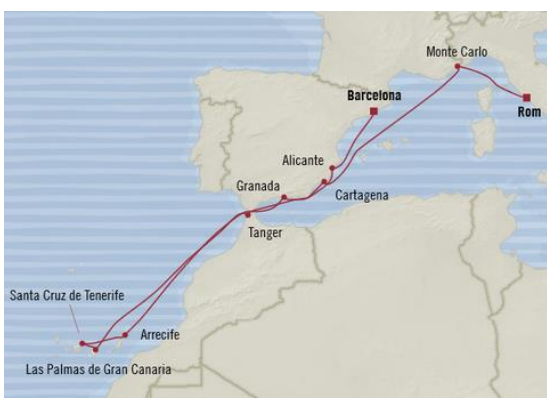 Monte Carlo
Barcelona
Rom
Alicante
Granada
Cartagena
Tanger
Santa Cruz de Tenerife
Arrecife
Las Palmas de Gran Canaria